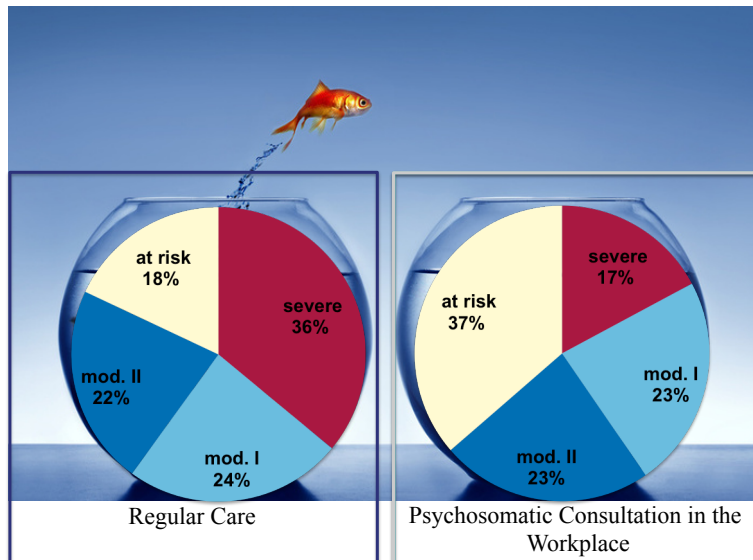 at risk
18%
severe
36%
mod. II
22%
mod. I
24%
Regular Care
severe
17%
at risk
37%
mod. I
23%
mod. II
23%
Psychosomatic Consultation in the
Workplace